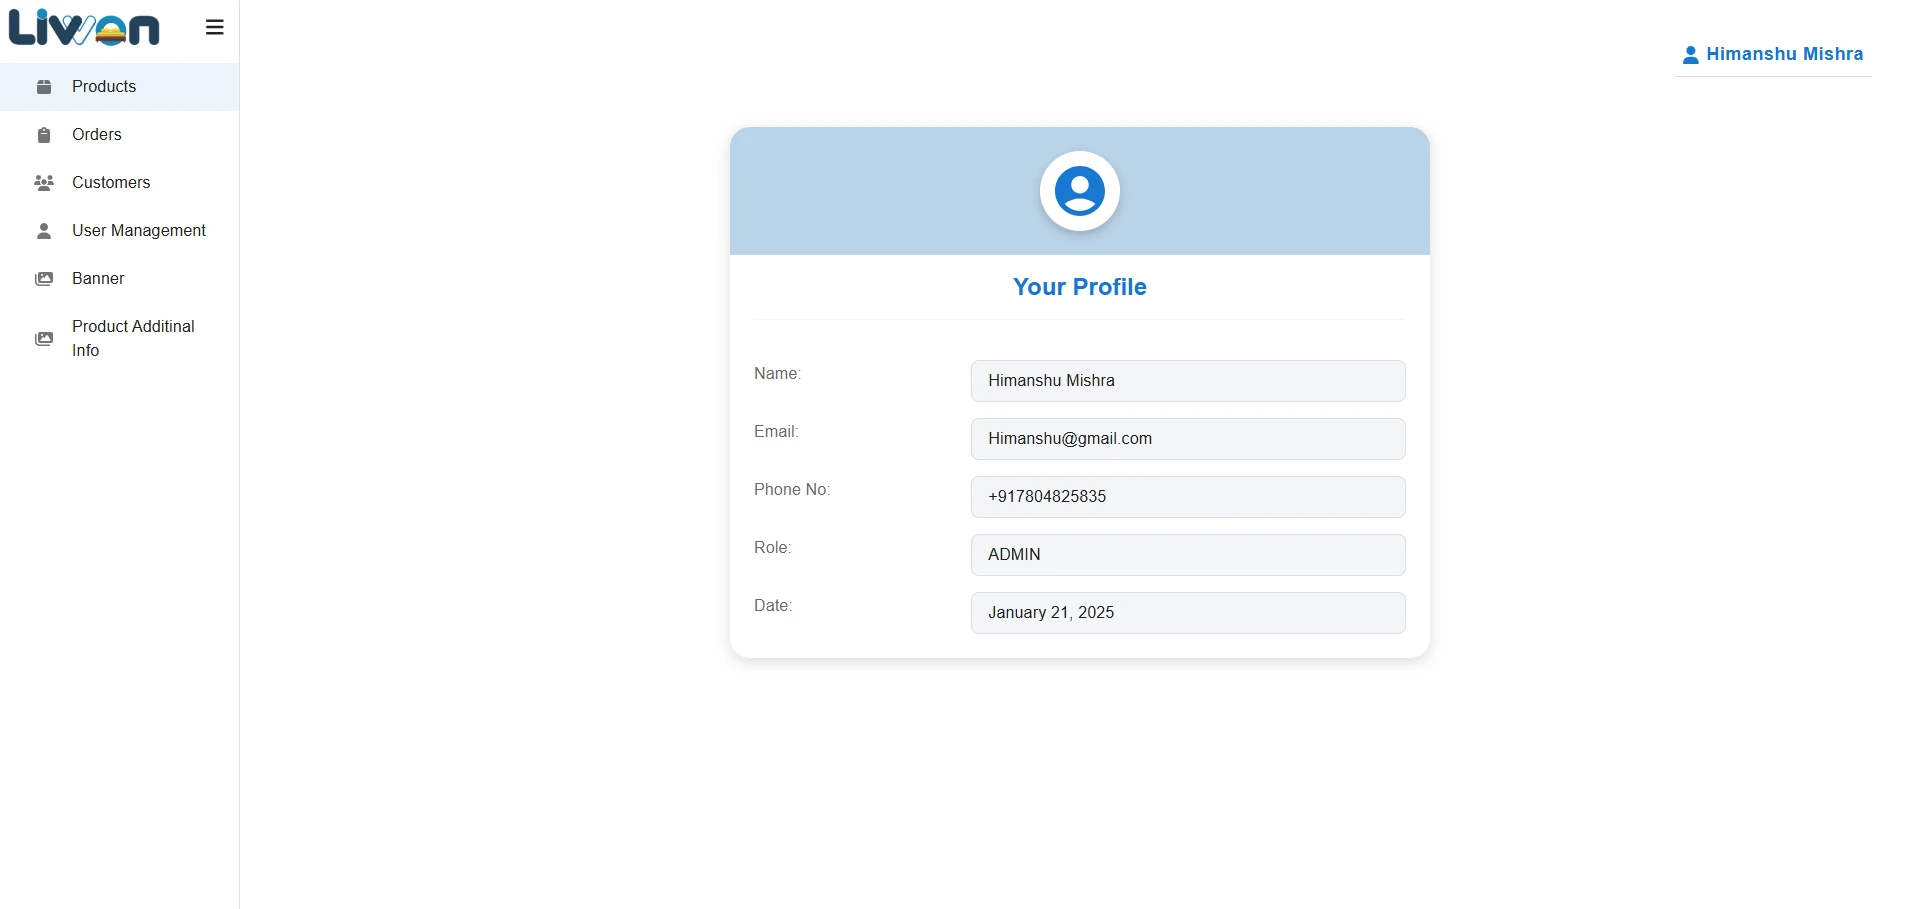 Liwon
Himanshu Mishra
Products
Orders
Customers
User Management
Banner
Product Additinal
Info
Your Profile
Name:
Himanshu Mishra
Email:
Himanshu@gmail.com
Phone No:
+917804825835
Role:
ADMIN
Date:
January 21, 2025